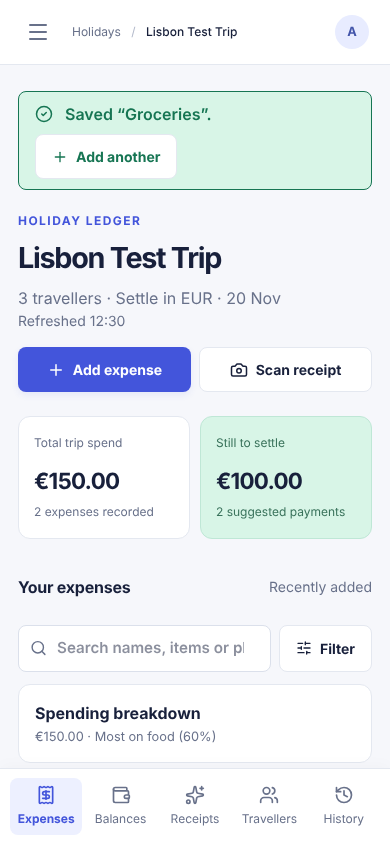 Holidays / Lisbon Test Trip
A
Saved “Groceries”.
Add another
HOLIDAY LEDGER
Lisbon Test Trip
3 travellers · Settle in EUR · 20 Nov
Refreshed 12:30
Add expense
Scan receipt
Total trip spend
€150.00
2 expenses recorded
Still to settle
€100.00
2 suggested payments
Your expenses
Recently added
Search names, items or
Filter
Spending breakdown
€150.00 · Most on food (60%)
Expenses
Balances
Receipts
Travellers
History